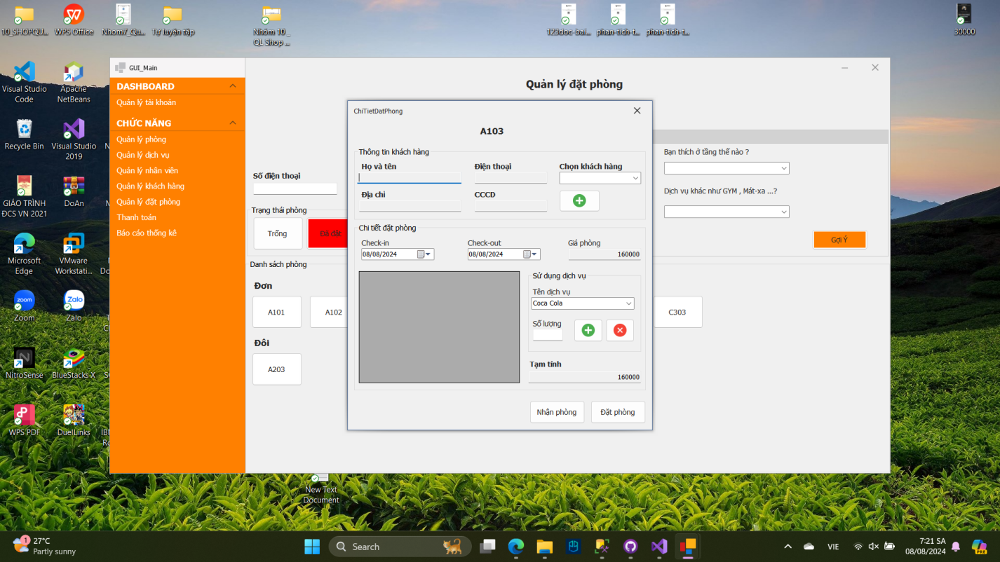 10_SHOPQU...
WPS Office
Nhom7_Qu...
Tự luyện tập
Nhóm 10 _
QL Shop ...
123doc-bai...
phan-tich-t...
phan-tich-t...
30000
Visual Studio
Code
Apache
NetBeans
Recycle Bin
Visual Studio
2019
GIÁO TRÌNH
ĐCS VN 2021
DoAn
Microsoft
Edge
VMware
Workstati...
Zoom
Zalo
NitroSense
BlueStacks X
WPS PDF
DuelLinks
New Text
Document
GUI_Main
DASHBOARD
Quản lý tài khoản
CHỨC NĂNG
Quản lý phòng
Quản lý dịch vụ
Quản lý nhân viên
Quản lý khách hàng
Quản lý đặt phòng
Thanh toán
Báo cáo thống kê
Quản lý đặt phòng
Số điện thoại
Trạng thái phòng
Trống
Đã đặt
Danh sách phòng
Đơn
A101
A102
C303
Đôi
A203
Bạn thích ở tầng thế nào ?
Dịch vụ khác như GYM , Mát-xa ...?
Gợi Ý
ChiTietDatPhong
A103
Thông tin khách hàng
Họ và tên
Điện thoại
Chọn khách hàng
Địa chỉ
CCCD
Chi tiết đặt phòng
Check-in
Check-out
Giá phòng
08/08/2024
08/08/2024
160000
Sử dụng dịch vụ
Tên dịch vụ
Coca Cola
Số lượng
Tạm tính
160000
Nhận phòng
Đặt phòng
1
27°C
Partly sunny
Search
VIE
7:21 SA
08/08/2024
PRE